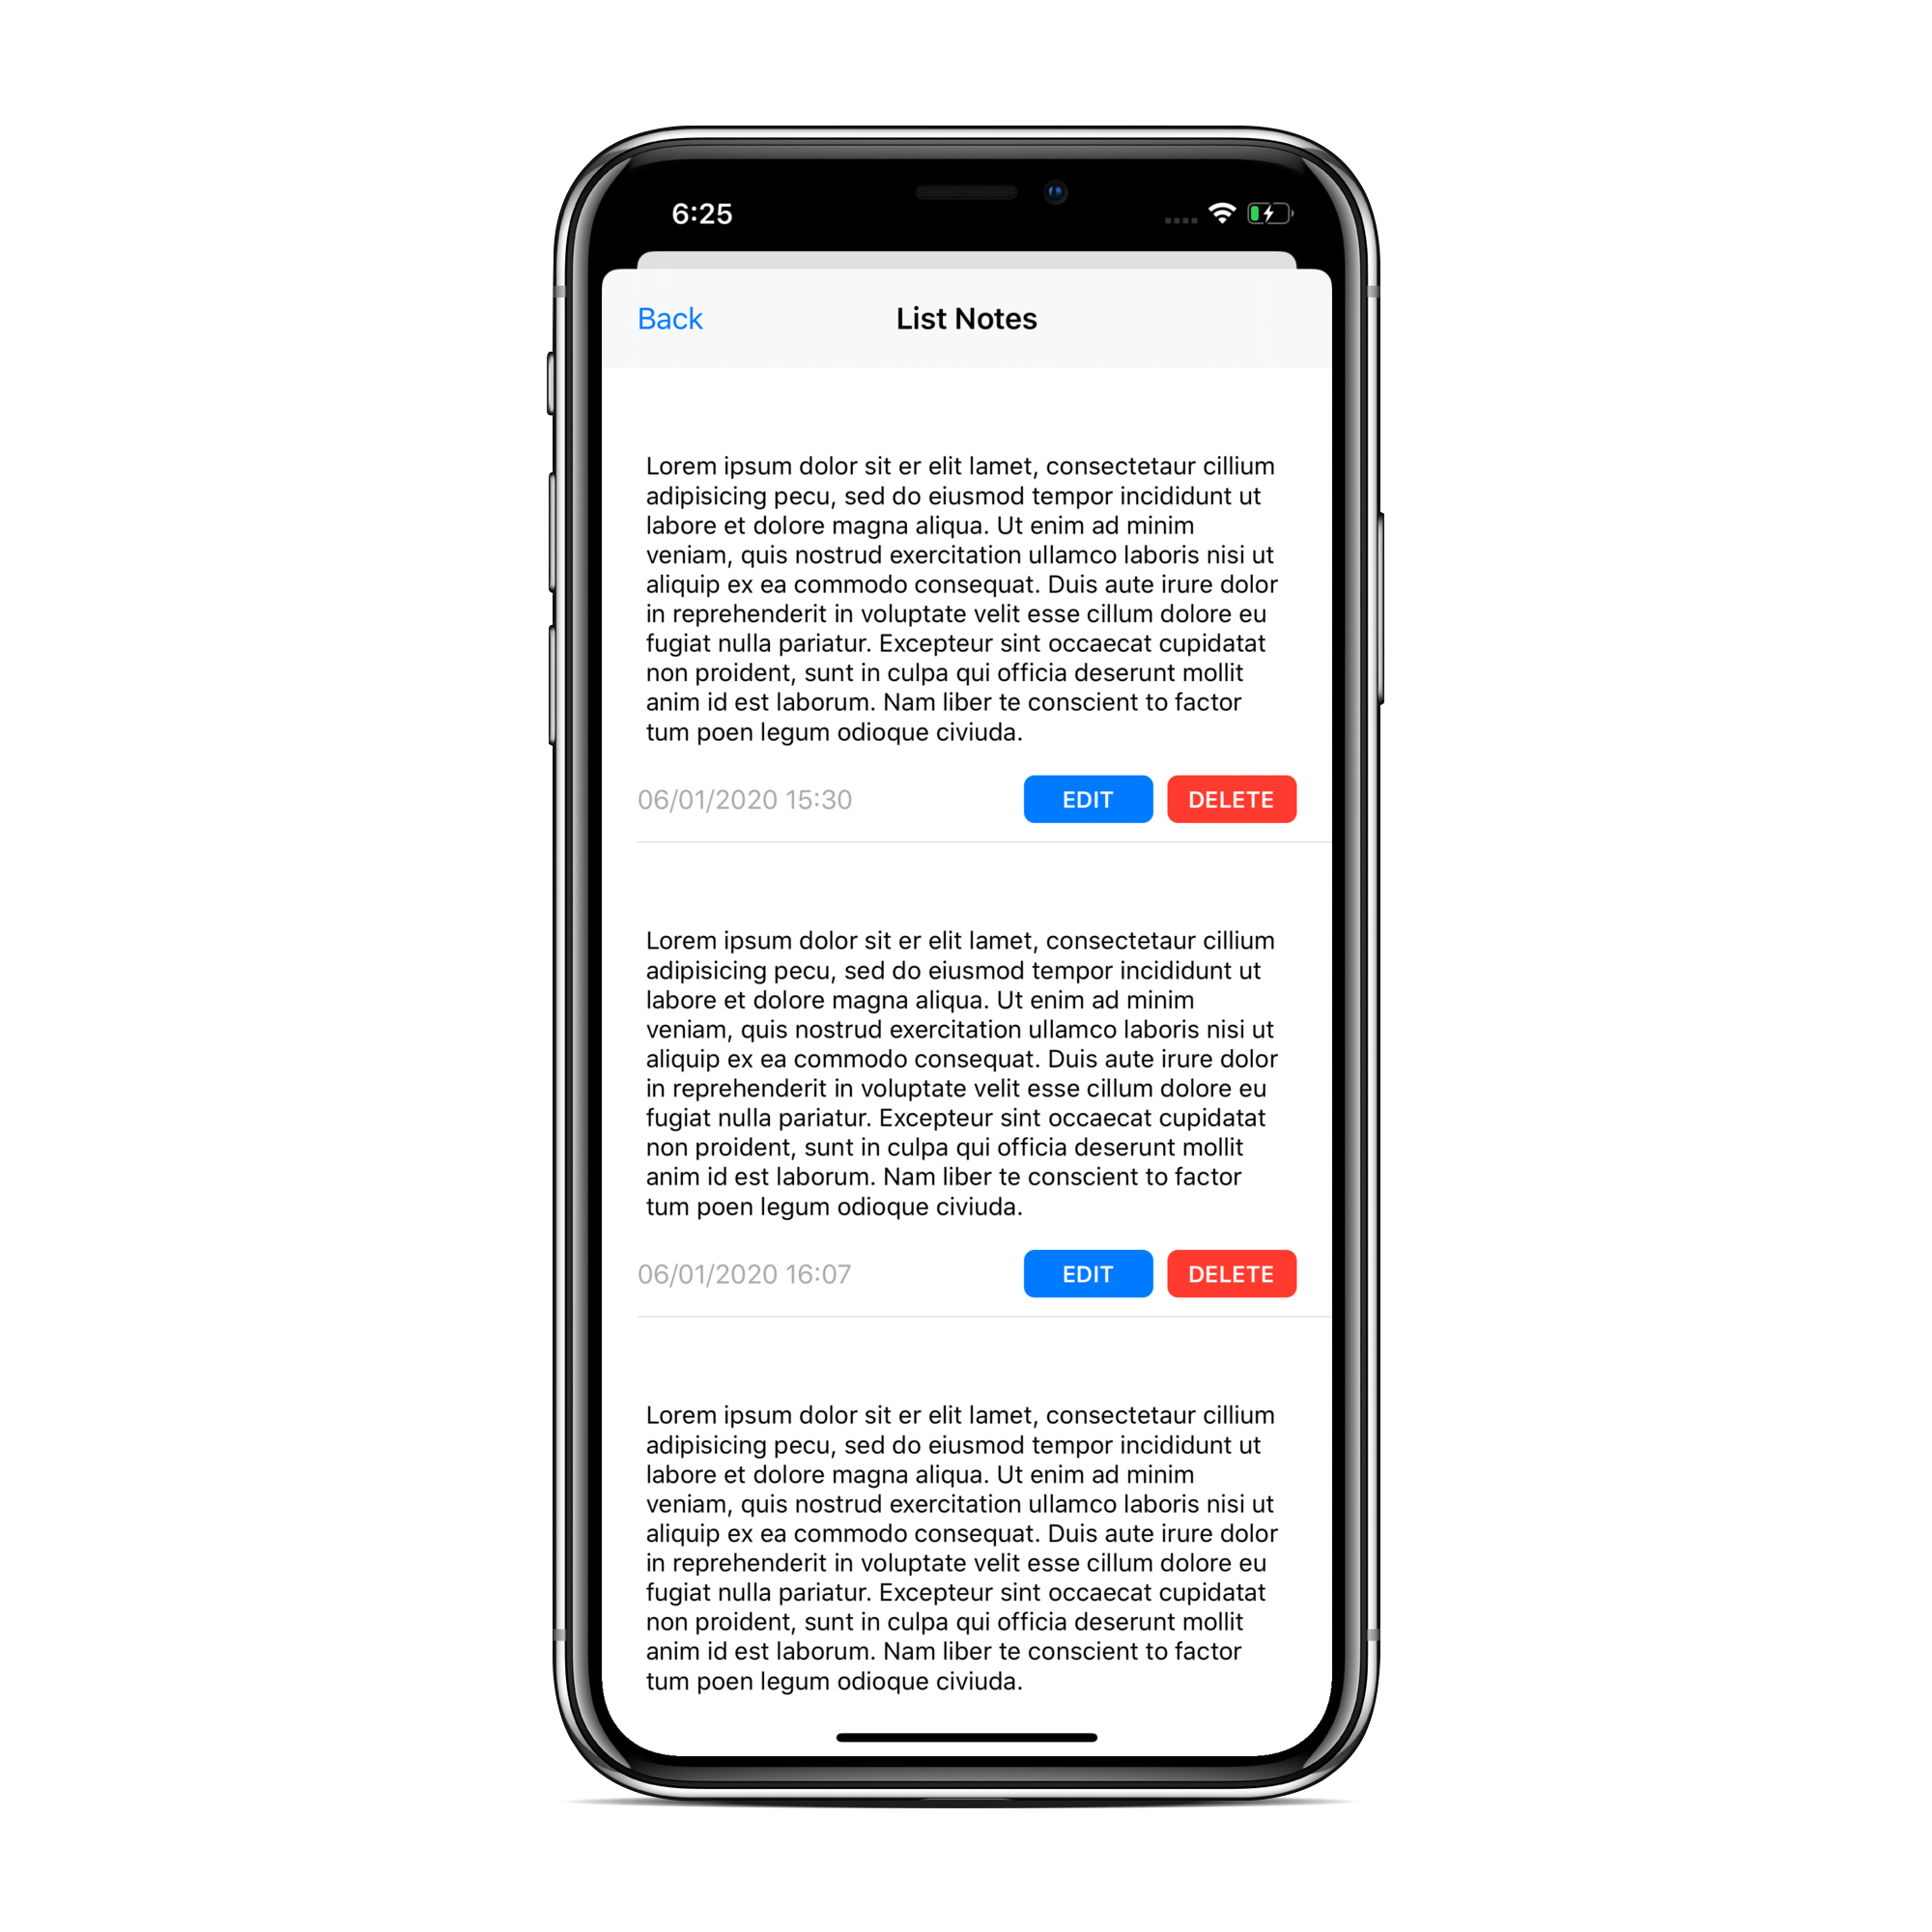 6:25
Back
List Notes
Lorem ipsum dolor sit er elit lamet, consectetaur cillium
adipisicing pecu, sed do eiusmod tempor incididunt ut
labore et dolore magna aliqua. Ut enim ad minim
veniam, quis nostrud exercitation ullamco laboris nisi ut
aliquip ex ea commodo consequat. Duis aute irure dolor
in reprehenderit in voluptate velit esse cillum dolore eu
fugiat nulla pariatur. Excepteur sint occaecat cupidatat
non proident, sunt in culpa qui officia deserunt mollit
anim id est laborum. Nam liber te conscient to factor
tum poen legum odioque civiuda.
06/01/2020 15:30
EDIT
DELETE
Lorem ipsum dolor sit er elit lamet, consectetaur cillium
adipisicing pecu, sed do eiusmod tempor incididunt ut
labore et dolore magna aliqua. Ut enim ad minim
veniam, quis nostrud exercitation ullamco laboris nisi ut
aliquip ex ea commodo consequat. Duis aute irure dolor
in reprehenderit in voluptate velit esse cillum dolore eu
fugiat nulla pariatur. Excepteur sint occaecat cupidatat
non proident, sunt in culpa qui officia deserunt mollit
anim id est laborum. Nam liber te conscient to factor
tum poen legum odioque civiuda.
06/01/2020 16:07
EDIT
DELETE
Lorem ipsum dolor sit er elit lamet, consectetaur cillium
adipisicing pecu, sed do eiusmod tempor incididunt ut
labore et dolore magna aliqua. Ut enim ad minim
veniam, quis nostrud exercitation ullamco laboris nisi ut
aliquip ex ea commodo consequat. Duis aute irure dolor
in reprehenderit in voluptate velit esse cillum dolore eu
fugiat nulla pariatur. Excepteur sint occaecat cupidatat
non proident, sunt in culpa qui officia deserunt mollit
anim id est laborum. Nam liber te conscient to factor
tum poen legum odioque civiuda.